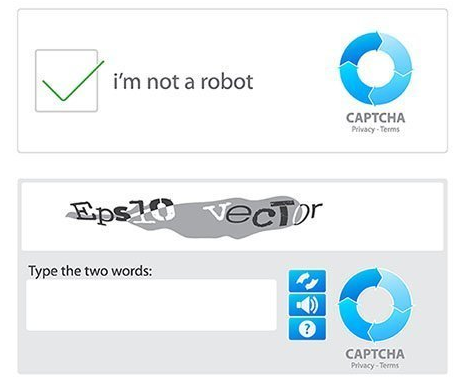 i'm not a robot
CAPTCHA
Privacy - Terms
Eps10 vecTor
Type the two words:
?
CAPTCHA
Privacy - Terms